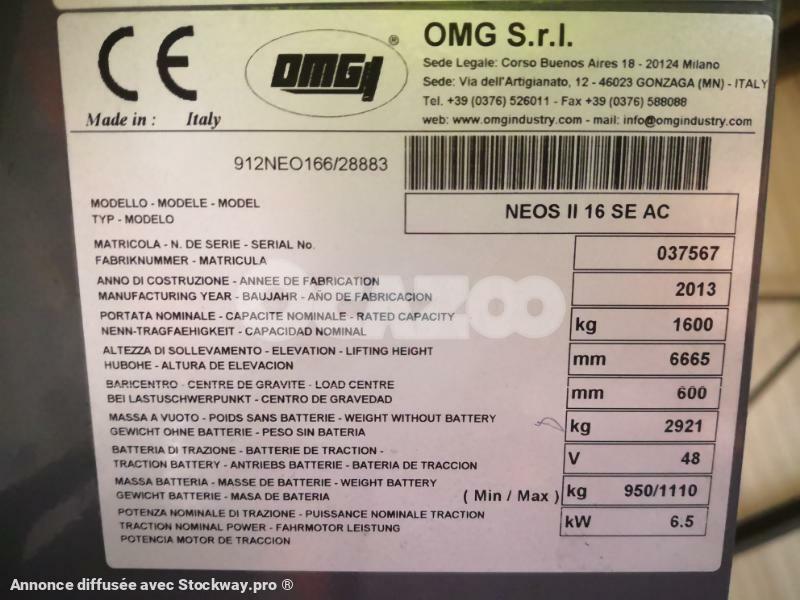 CE
Made in : Italy
OMG ®
OMG S.r.l.
Sede Legale: Corso Buenos Aires 18 - 20124 Milano
Sede: Via dell'Artigianato, 12 - 46023 GONZAGA (MN) - ITALY
Tel. +39 (0376) 526011 - Fax +39 (0376) 588088
web: www.omgindustry.com - mail: info@omgindustry.com
912NEO166/28883
MODELLO - MODELE - MODEL
TYP - MODELO
NEOS II 16 SE AC
MATRICOLA - N. DE SERIE - SERIAL No.
FABRIKNUMMER - MATRICULA
037567
ANNO DI COSTRUZIONE - ANNEE DE FABRICATION
MANUFACTURING YEAR - BAUJAHR - AÑO DE FABRICACION
2013
PORTATA NOMINALE - CAPACITE NOMINALE - RATED CAPACITY
NENN-TRAGFAEHIGKEIT - CAPACIDAD NOMINAL
kg 1600
ALTEZZA DI SOLLEVAMENTO - ELEVATION - LIFTING HEIGHT
HUBOHE - ALTURA DE ELEVACION
mm 6665
BARICENTRO - CENTRE DE GRAVITE - LOAD CENTRE
BEI LASTUSCHWERPUNKT - CENTRO DE GRAVEDAD
mm 600
MASSA A VUOTO - POIDS SANS BATTERIE - WEIGHT WITHOUT BATTERY
GEWICHT OHNE BATTERIE - PESO SIN BATERIA
kg 2921
BATTERIA DI TRAZIONE - BATTERIE DE TRACTION -
TRACTION BATTERY - ANTRIEBS BATTERIE - BATERIA DE TRACCION
V 48
MASSA BATTERIA - MASSE DE BATTERIE - WEIGHT BATTERY
GEWICHT BATTERIE - MASA DE BATERIA
( Min / Max ) kg 950/1110
POTENZA NOMINALE DI TRAZIONE - PUISSANCE NOMINALE TRACTION
TRACTION NOMINAL POWER - FAHRMOTOR LEISTUNG
POTENCIA MOTOR DE TRACCION
kW 6.5
Annonce diffusée avec Stockway.pro ®